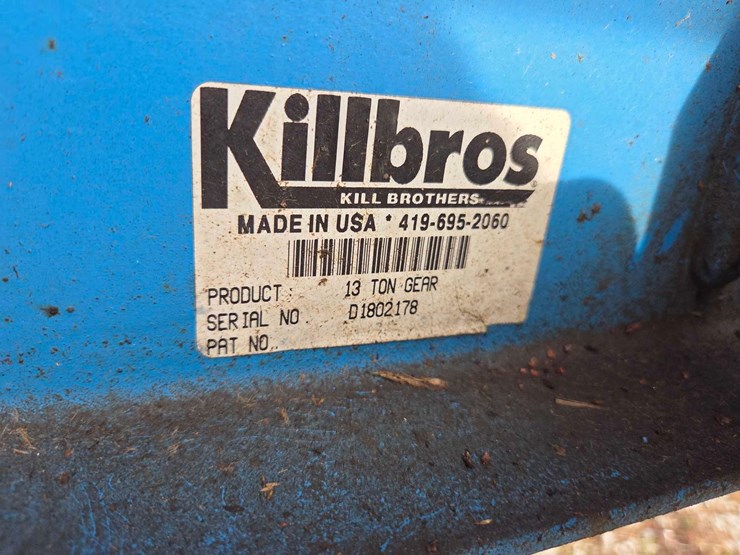 Killbros
KILL BROTHERS
MADE IN USA * 419-695-2060
PRODUCT : 13 TON GEAR
SERIAL NO . D1802178
PAT NO..